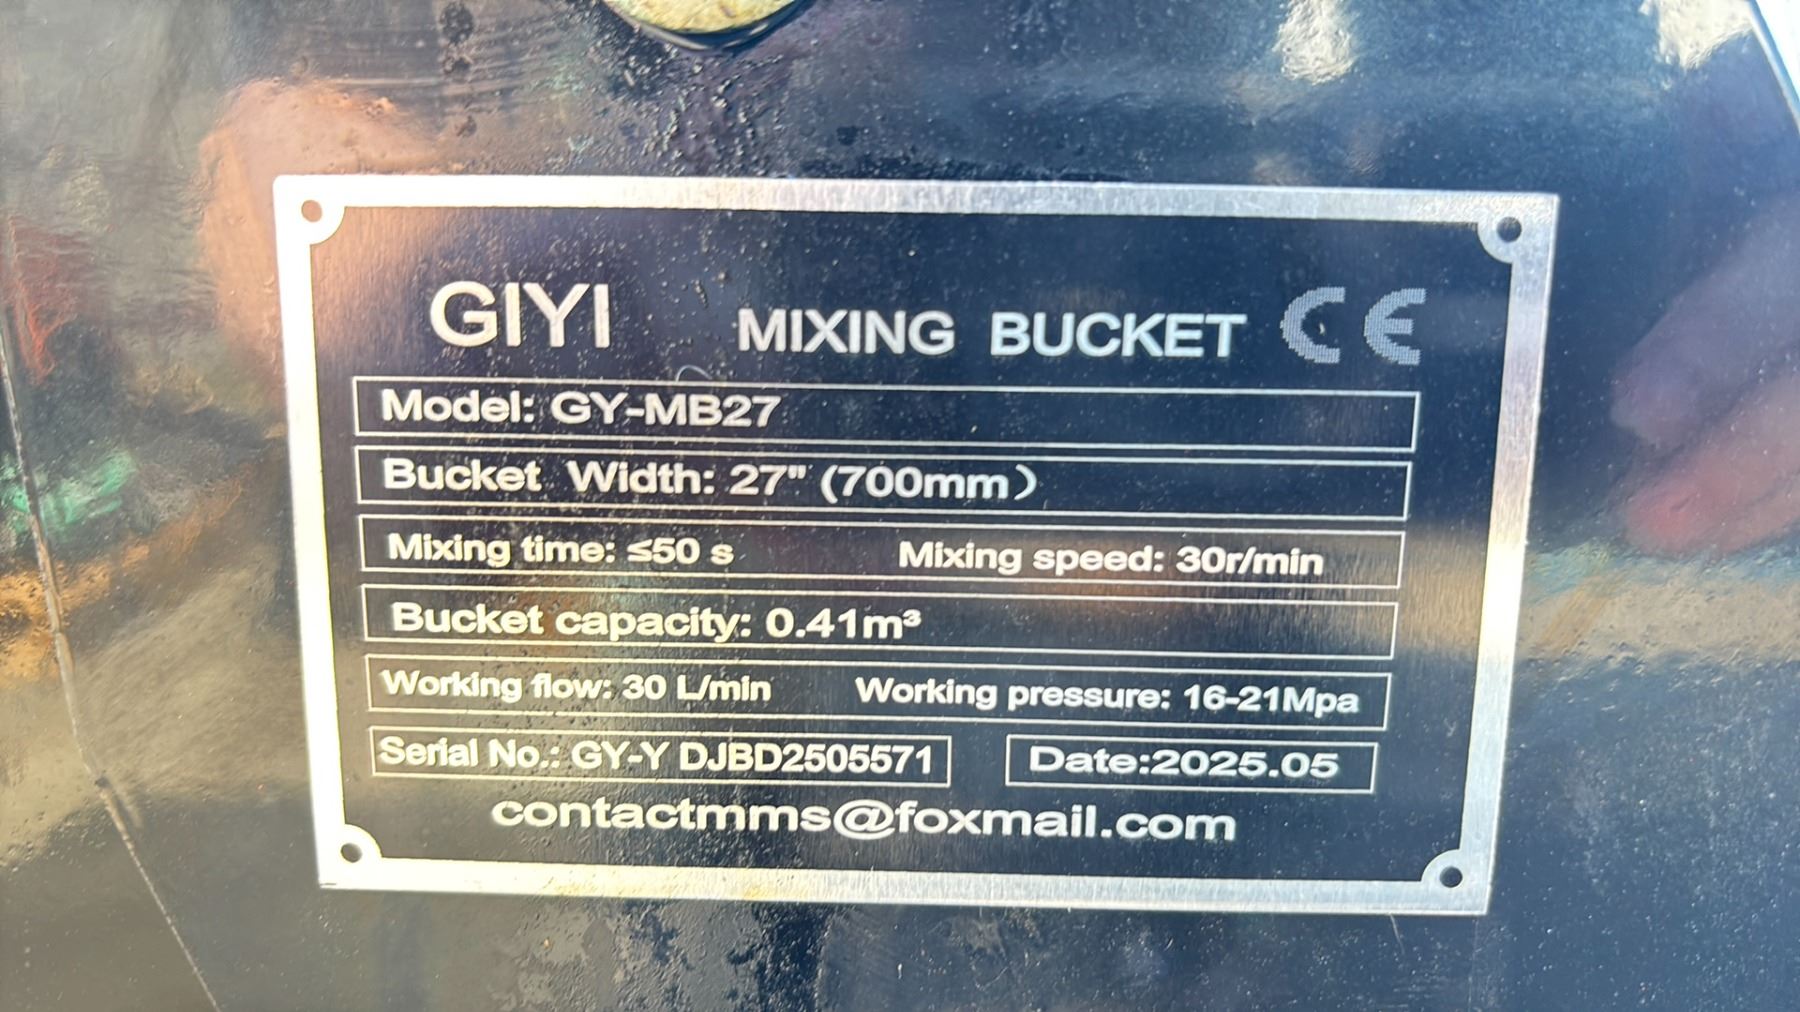 GIYI MIXING BUCKET CE
Model: GY-MB27
Bucket Width: 27" (700mm）
Mixing time: ≤50 s Mixing speed: 30r/min
Bucket capacity: 0.41m³
Working flow: 30 L/min Working pressure: 16-21Mpa
Serial No.: GY-Y DJBD2505571 Date:2025.05
contactmms@foxmail.com